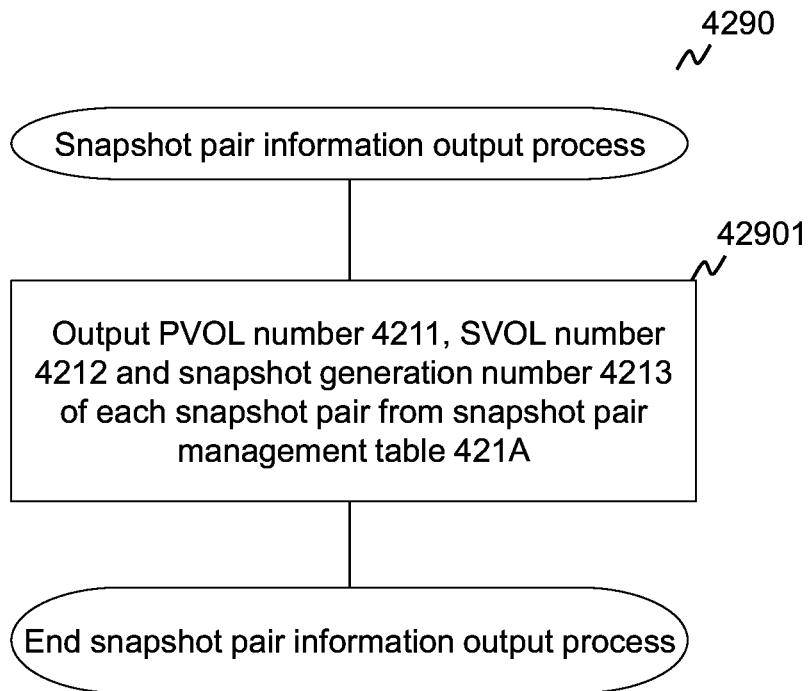 4290
Snapshot pair information output process
42901
Output PVOL number 4211, SVOL number
4212 and snapshot generation number 4213
of each snapshot pair from snapshot pair
management table 421A
End snapshot pair information output process